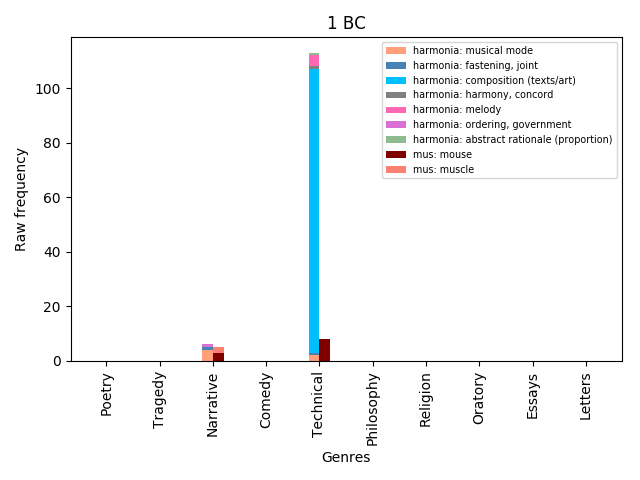 1 BC
harmonia: musical mode
harmonia: fastening, joint
harmonia: composition (texts/art)
harmonia: harmony, concord
harmonia: melody
harmonia: ordering, government
harmonia: abstract rationale (proportion)
mus: mouse
mus: muscle
Raw frequency
100
80
60
40
20
0
Poetry
Tragedy
Narrative
Comedy
Technical
Philosophy
Religion
Oratory
Essays
Letters
Genres